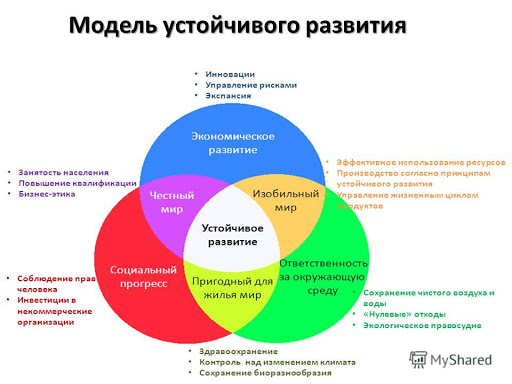 Модель устойчивого развития
• Инновации
• Управление рисками
• Экспансия
Экономическое
развитие
• Занятость населения
• Повышение квалификации
• Бизнес-этика
Честный
мир
Изобильный
мир
• Эффективное использование ресурсов
• Производство согласно принципам
устойчивого развития
Управление жизненным циклом
продуктов
Устойчивое
развитие
Социальный
прогресс
Пригодный для
жилья мир
Ответственность
за окружающую
среду
• Соблюдение прав
человека
• Инвестиции в
некоммерческие
организации
• Сохранение чистого воздуха и
воды
• «Нулевые» отходы
• Экологическое правосудие
• Здравоохранение
• Контроль над изменением климата
• Сохранение биоразнообразия
MyShared